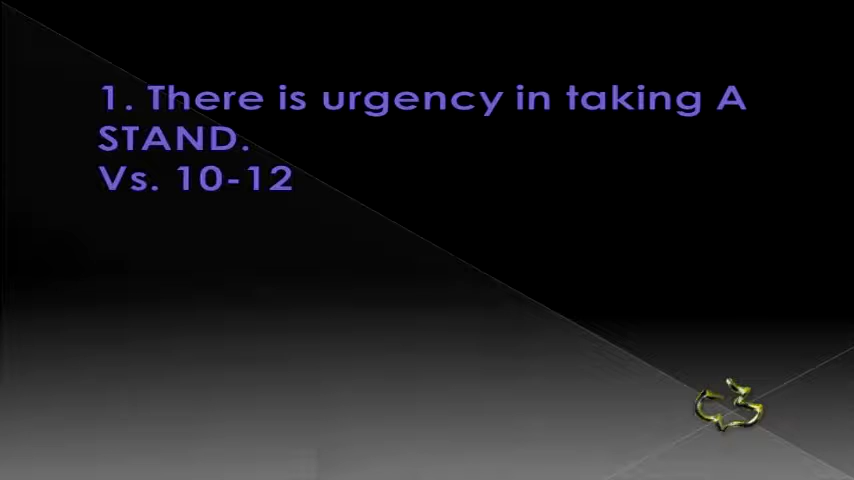 1. There is urgency in taking A
STAND.
Vs. 10-12